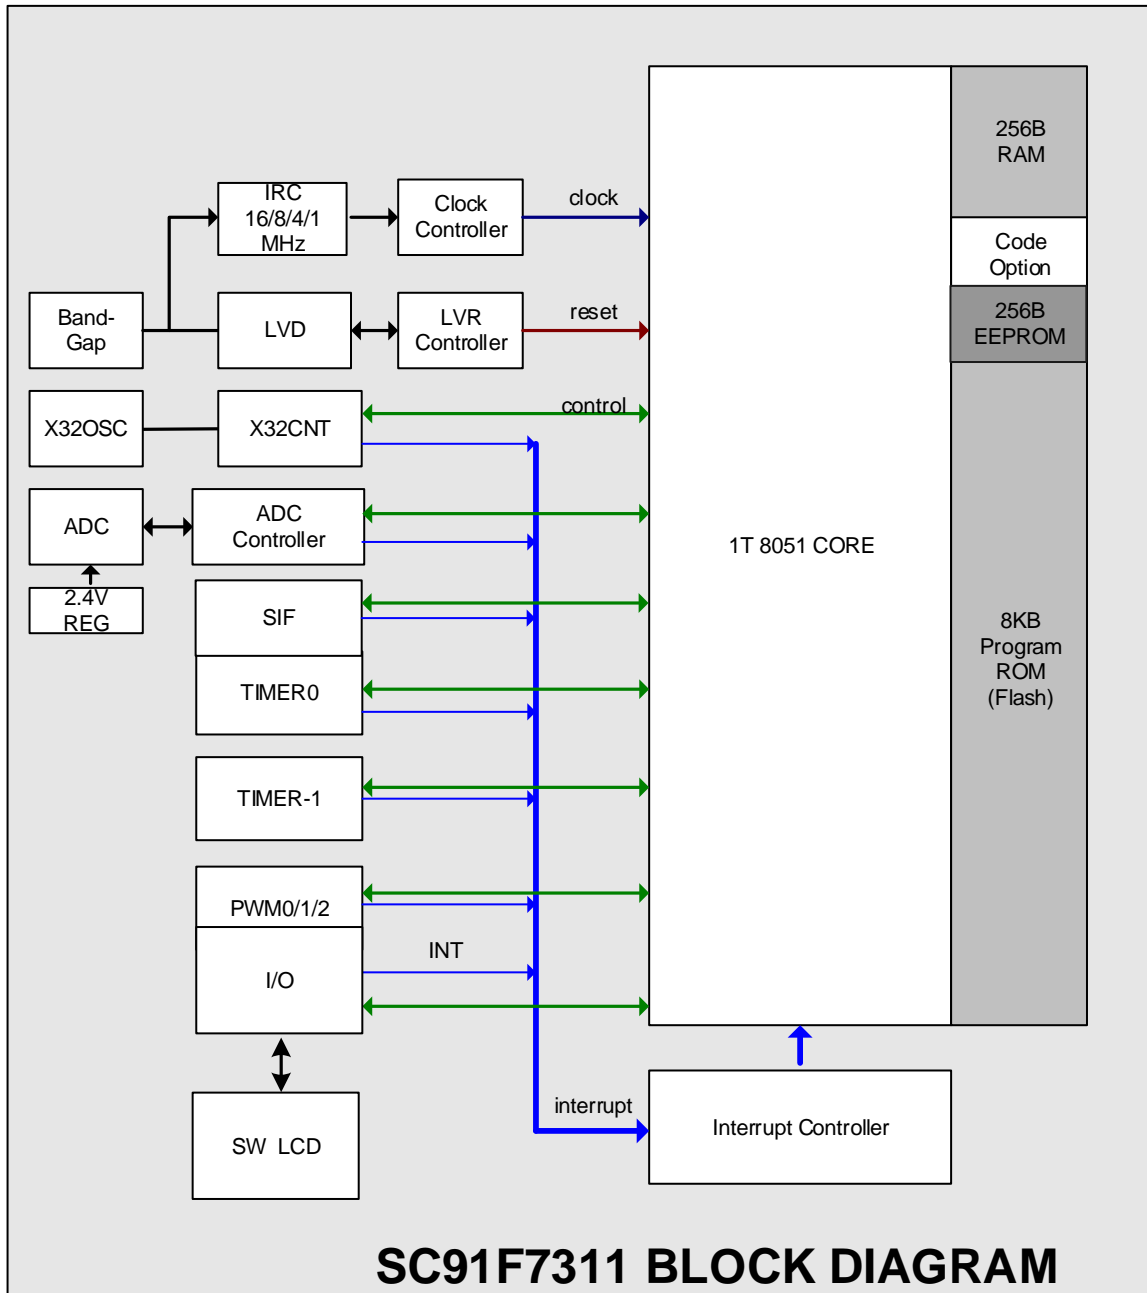 256B
RAM
IRC
16/8/4/1
MHz
Clock
Controller
clock
Code
Option
Band-
Gap
LVD
LVR
Controller
reset
256B
EEPROM
X32OSC
X32CNT
control
ADC
ADC
Controller
1T 8051 CORE
2.4V
REG
SIF
8KB
Program
ROM
(Flash)
TIMER0
TIMER-1
PWM0/1/2
I/O
INT
SW LCD
interrupt
Interrupt Controller
SC91F7311 BLOCK DIAGRAM